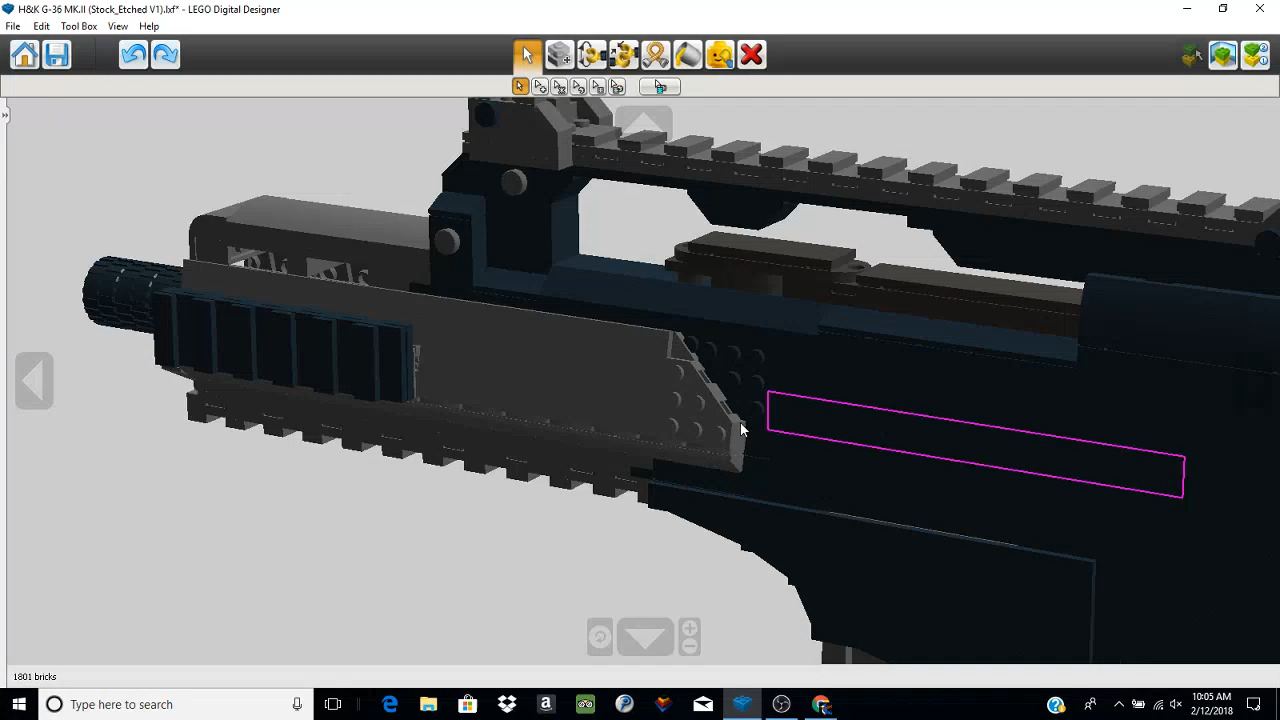 H&K G-36 MK.II (Stock_Etched V1).lxf* - LEGO Digital Designer
File Edit Tool Box View Help
1801 bricks
Type here to search
10:05 AM
2/12/2018